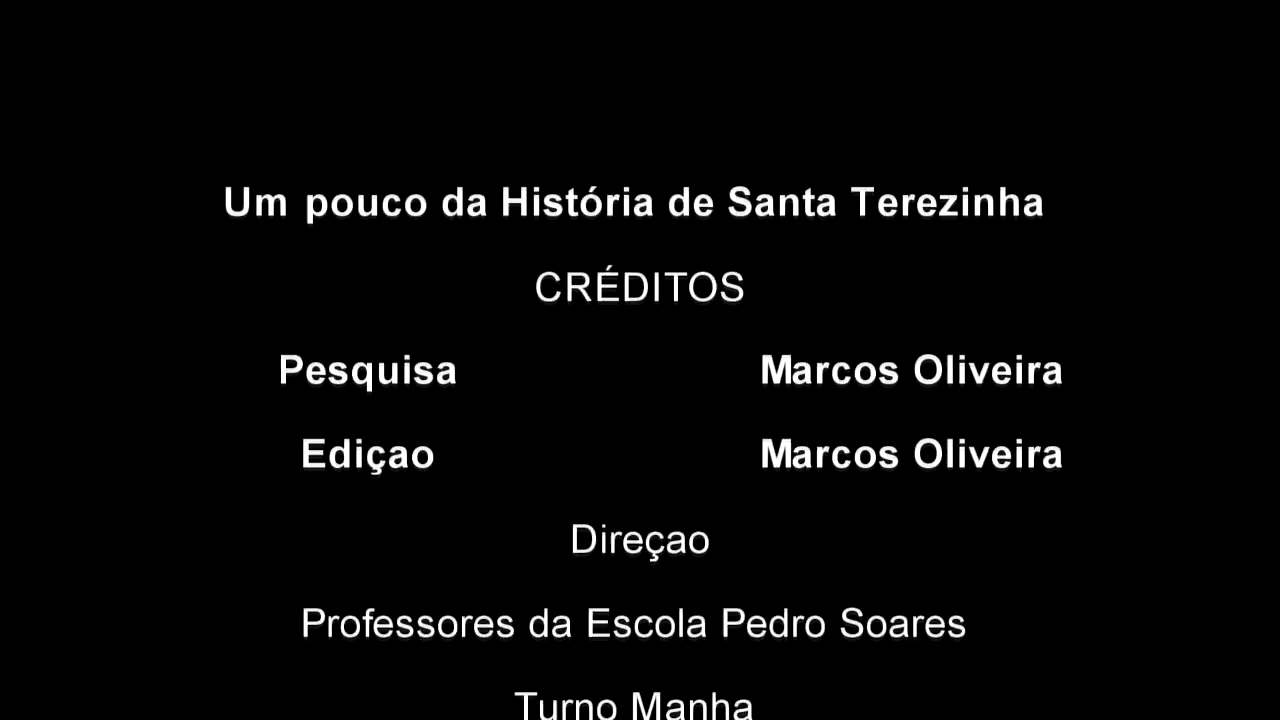 Um pouco da História de Santa Terezinha
CRÉDITOS
Pesquisa Marcos Oliveira
Ediçao Marcos Oliveira
Direçao
Professores da Escola Pedro Soares
Turno Manha